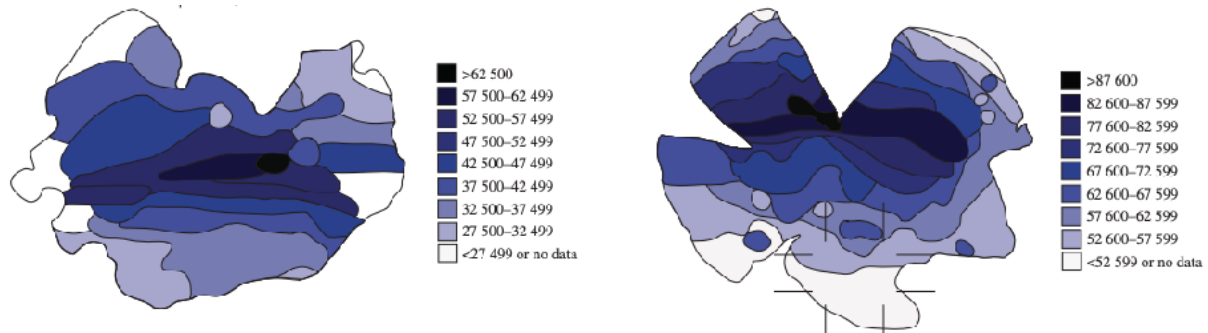 >62 500
57 500–62 499
52 500–57 499
47 500–52 499
42 500–47 499
37 500–42 499
32 500–37 499
27 500–32 499
<27 499 or no data
>87 600
82 600–87 599
77 600–82 599
72 600–77 599
67 600–72 599
62 600–67 599
57 600–62 599
52 600–57 599
<52 599 or no data